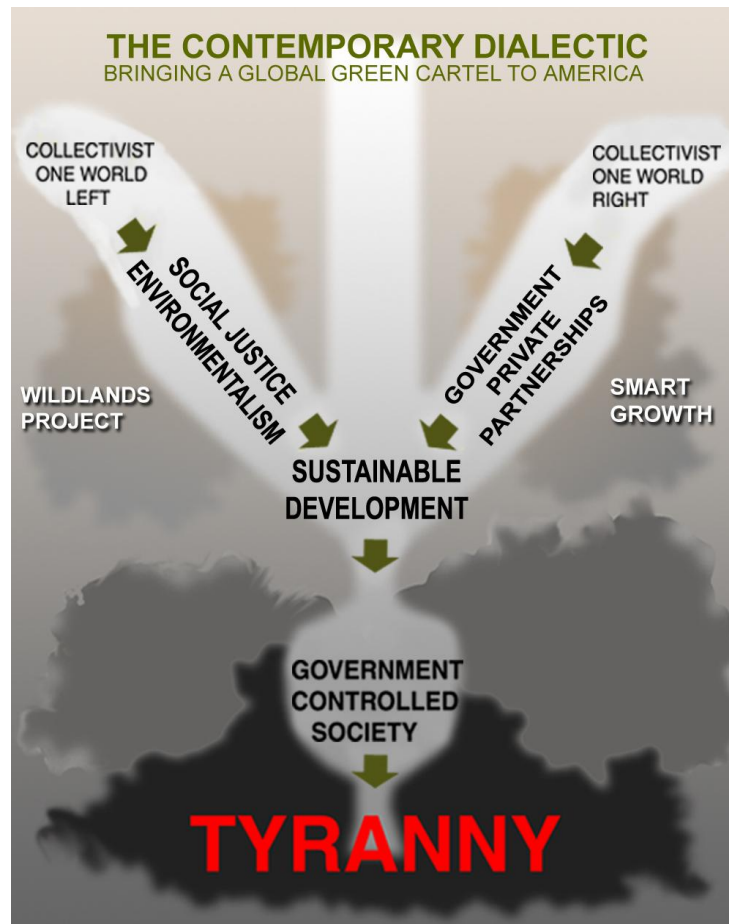 THE CONTEMPORARY DIALECTIC
BRINGING A GLOBAL GREEN CARTEL TO AMERICA
COLLECTIVIST
ONE WORLD
LEFT
COLLECTIVIST
ONE WORLD
RIGHT
SOCIAL JUSTICE
ENVIRONMENTALISM
GOVERNMENT
PRIVATE
PARTNERSHIPS
WILDLANDS
PROJECT
SMART
GROWTH
SUSTAINABLE
DEVELOPMENT
GOVERNMENT
CONTROLLED
SOCIETY
TYRANNY